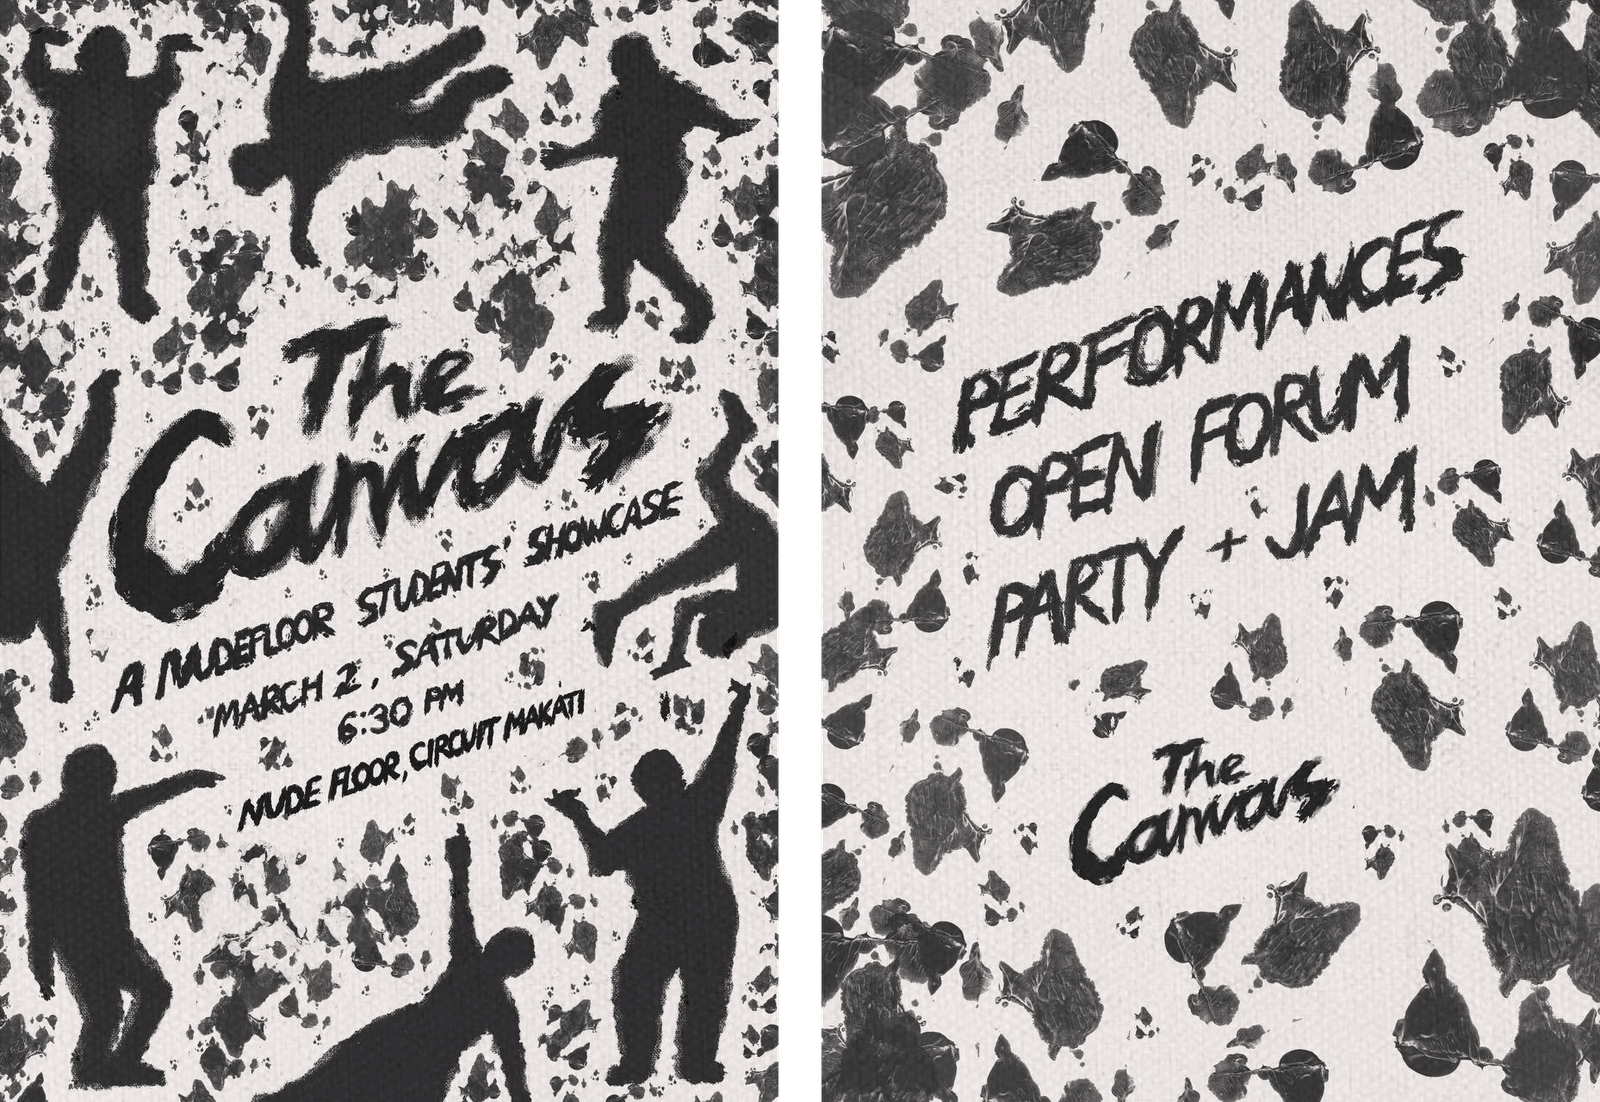 The
Canvas
A NUDEFLOOR STUDENTS' SHOWCASE
MARCH 2, SATURDAY
6:30 PM
NUDE FLOOR, CIRCUIT MAKATI
PERFORMANCES
OPEN FORUM
PARTY + JAM
The
Canvas